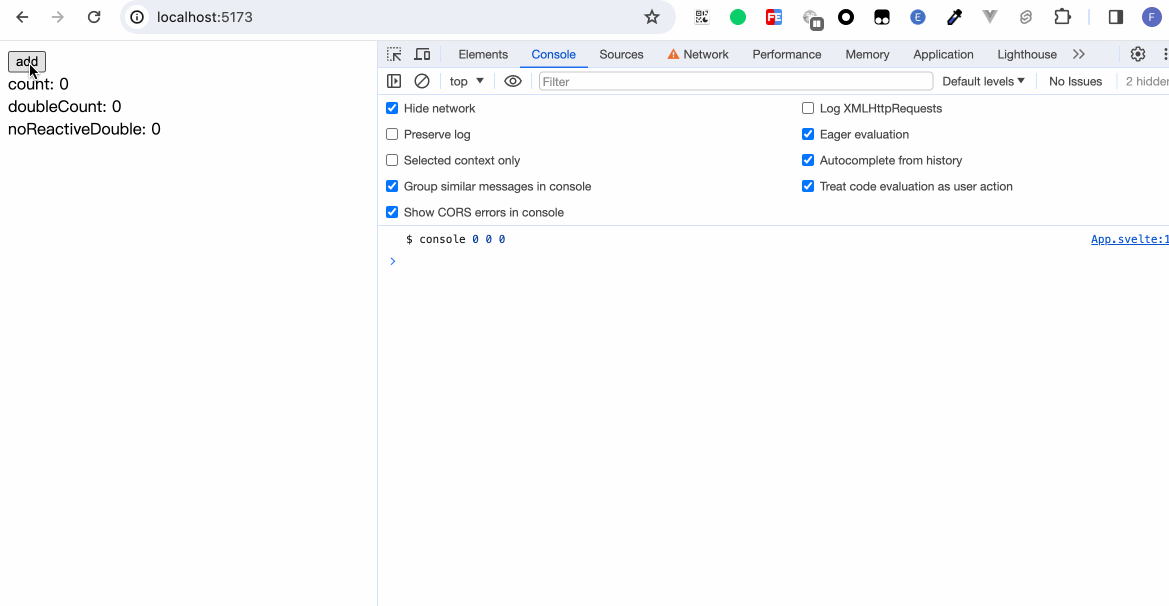 localhost:5173
FE
E
F
add
count: 0
doubleCount: 0
noReactiveDouble: 0
Elements Console Sources Network Performance Memory Application Lighthouse
top Filter Default levels No Issues 2 hidden
Hide network Log XMLHttpRequests
Preserve log Eager evaluation
Selected context only Autocomplete from history
Group similar messages in console Treat code evaluation as user action
Show CORS errors in console
$ console 0 0 0 App.svelte:1